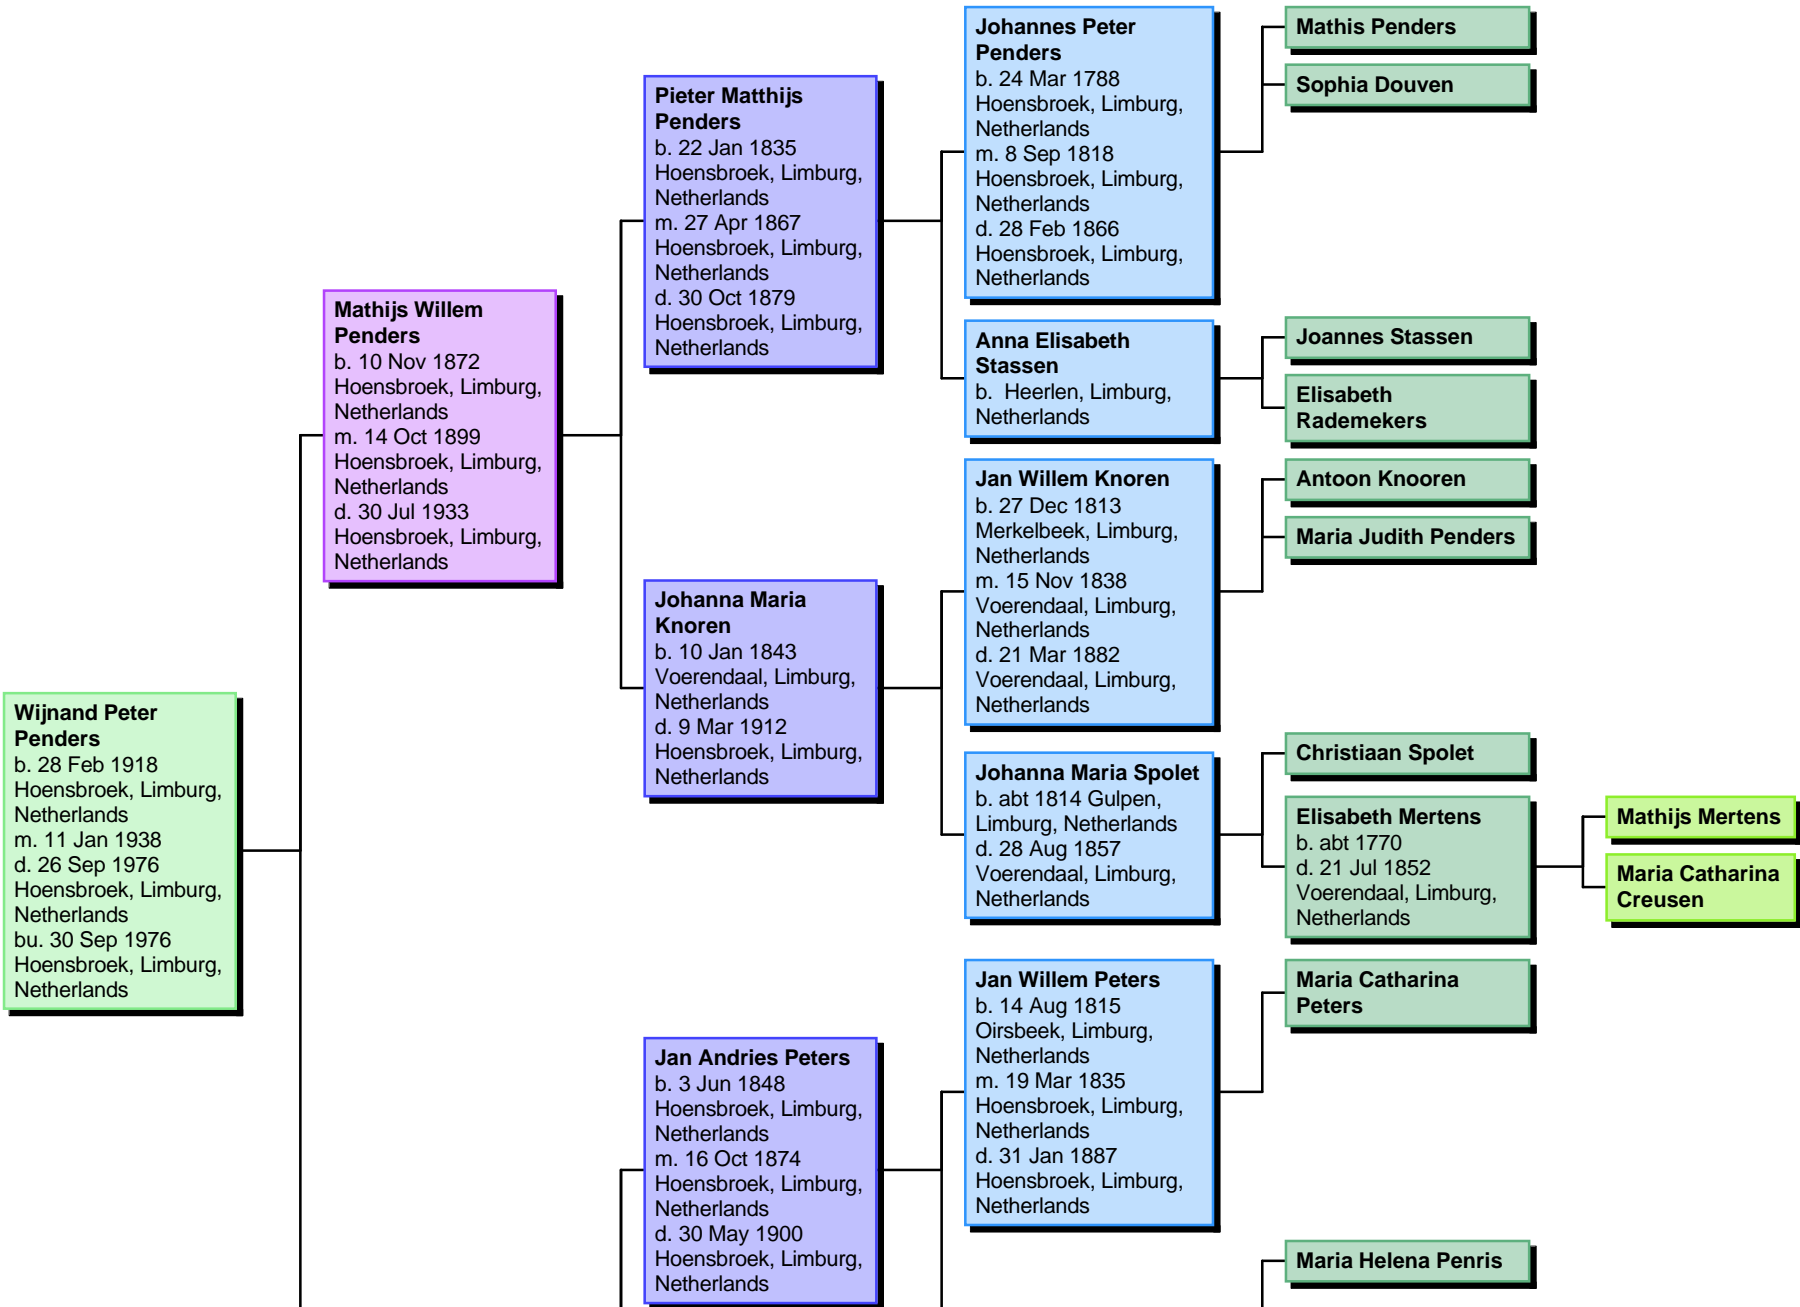 Wijnand Peter
Penders
b. 28 Feb 1918
Hoensbroek, Limburg,
Netherlands
m. 11 Jan 1938
d. 26 Sep 1976
Hoensbroek, Limburg,
Netherlands
bu. 30 Sep 1976
Hoensbroek, Limburg,
Netherlands
Mathijs Willem
Penders
b. 10 Nov 1872
Hoensbroek, Limburg,
Netherlands
m. 14 Oct 1899
Hoensbroek, Limburg,
Netherlands
d. 30 Jul 1933
Hoensbroek, Limburg,
Netherlands
Pieter Matthijs
Penders
b. 22 Jan 1835
Hoensbroek, Limburg,
Netherlands
m. 27 Apr 1867
Hoensbroek, Limburg,
Netherlands
d. 30 Oct 1879
Hoensbroek, Limburg,
Netherlands
Johanna Maria
Knoren
b. 10 Jan 1843
Voerendaal, Limburg,
Netherlands
d. 9 Mar 1912
Hoensbroek, Limburg,
Netherlands
Jan Andries Peters
b. 3 Jun 1848
Hoensbroek, Limburg,
Netherlands
m. 16 Oct 1874
Hoensbroek, Limburg,
Netherlands
d. 30 May 1900
Hoensbroek, Limburg,
Netherlands
Johannes Peter
Penders
b. 24 Mar 1788
Hoensbroek, Limburg,
Netherlands
m. 8 Sep 1818
Hoensbroek, Limburg,
Netherlands
d. 28 Feb 1866
Hoensbroek, Limburg,
Netherlands
Anna Elisabeth
Stassen
b.  Heerlen, Limburg,
Netherlands
Jan Willem Knoren
b. 27 Dec 1813
Merkelbeek, Limburg,
Netherlands
m. 15 Nov 1838
Voerendaal, Limburg,
Netherlands
d. 21 Mar 1882
Voerendaal, Limburg,
Netherlands
Johanna Maria Spolet
b. abt 1814 Gulpen,
Limburg, Netherlands
d. 28 Aug 1857
Voerendaal, Limburg,
Netherlands
Jan Willem Peters
b. 14 Aug 1815
Oirsbeek, Limburg,
Netherlands
m. 19 Mar 1835
Hoensbroek, Limburg,
Netherlands
d. 31 Jan 1887
Hoensbroek, Limburg,
Netherlands
Mathis Penders
Sophia Douven
Joannes Stassen
Elisabeth
Rademekers
Antoon Knooren
Maria Judith Penders
Christiaan Spolet
Elisabeth Mertens
b. abt 1770
d. 21 Jul 1852
Voerendaal, Limburg,
Netherlands
Maria Catharina
Peters
Maria Helena Penris
Mathijs Mertens
Maria Catharina
Creusen